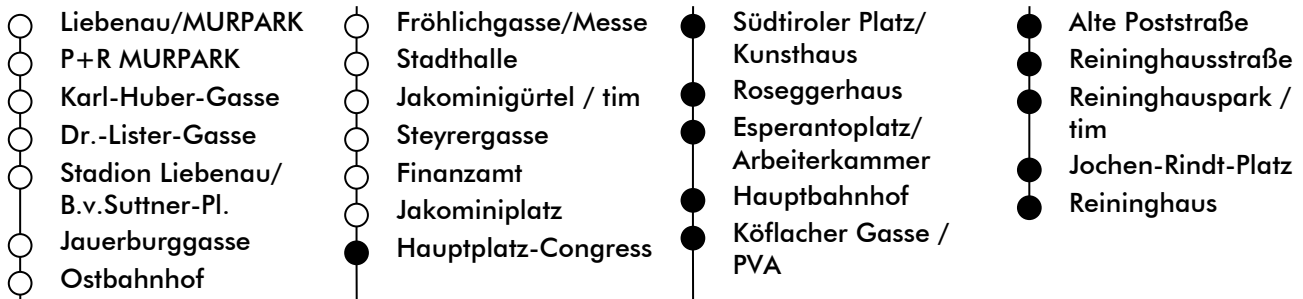 Liebenau/MURPARK
P+R MURPARK
Karl-Huber-Gasse
Dr.-Lister-Gasse
Stadion Liebenau/
B.v.Suttner-Pl.
Jauerburggasse
Ostbahnhof
Fröhlichgasse/Messe
Stadthalle
Jakominigürtel / tim
Steyrergasse
Finanzamt
Jakominiplatz
Hauptplatz-Congress
Südtiroler Platz/
Kunsthaus
Roseggerhaus
Esperantoplatz/
Arbeiterkammer
Hauptbahnhof
Köflacher Gasse /
PVA
Alte Poststraße
Reininghausstraße
Reininghauspark /
tim
Jochen-Rindt-Platz
Reininghaus